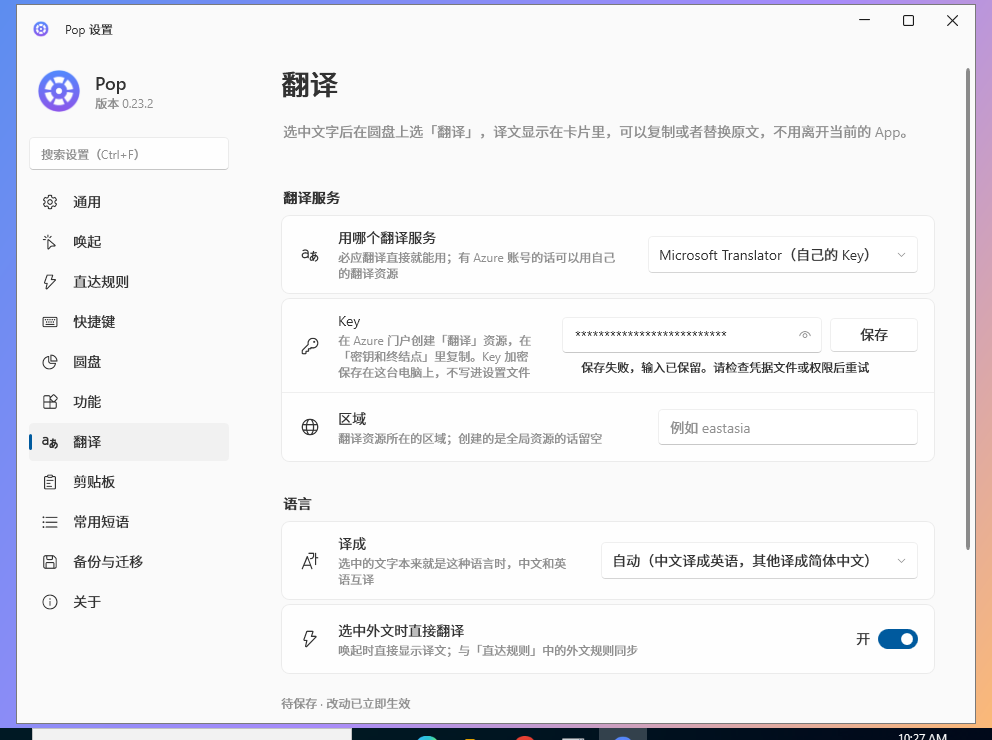 Pop 设置
Pop
版本 0.23.2
搜索设置（Ctrl+F）
通用
唤起
直达规则
快捷键
圆盘
功能
翻译
剪贴板
常用短语
备份与迁移
关于
翻译
选中文字后在圆盘上选「翻译」，译文显示在卡片里，可以复制或者替换原文，不用离开当前的 App。
翻译服务
用哪个翻译服务
必应翻译直接就能用；有 Azure 账号的话可以用自己
的翻译资源
Microsoft Translator（自己的 Key）
Key
在 Azure 门户创建「翻译」资源，在
「密钥和终结点」里复制。Key 加密
保存在这台电脑上，不写进设置文件
***************************
保存
保存失败，输入已保留。请检查凭据文件或权限后重试
区域
翻译资源所在的区域；创建的是全局资源的话留空
例如 eastasia
语言
译成
选中的文字本来就是这种语言时，中文和英
语互译
自动（中文译成英语，其他译成简体中文）
选中外文时直接翻译
唤起时直接显示译文；与「直达规则」中的外文规则同步
开
待保存 · 改动已立即生效
10:27 AM